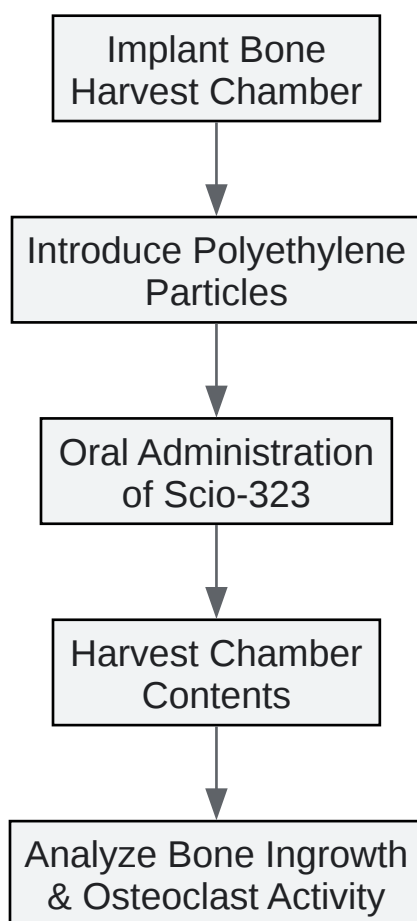 Implant Bone
Harvest Chamber
Introduce Polyethylene
Particles
Oral Administration
of Scio-323
Harvest Chamber
Contents
Analyze Bone Ingrowth
& Osteoclast Activity